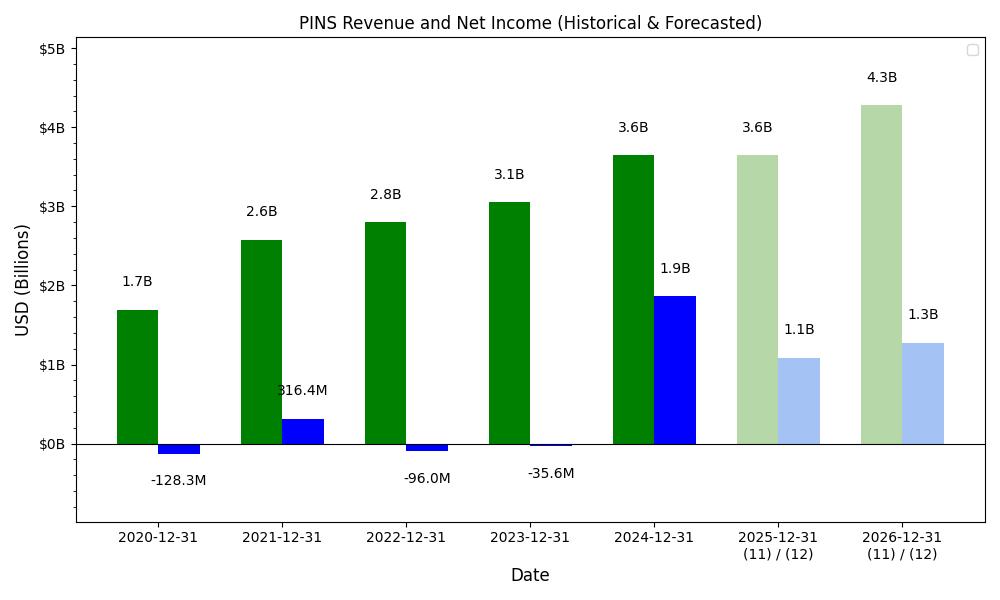 PINS Revenue and Net Income (Historical & Forecasted)
$5B
$4B
$3B
$2B
$1B
$0B
USD (Billions)
1.7B
-128.3M
2.6B
316.4M
2.8B
-96.0M
3.1B
-35.6M
3.6B
1.9B
3.6B
1.1B
4.3B
1.3B
2020-12-31
2021-12-31
2022-12-31
2023-12-31
2024-12-31
2025-12-31
(11) / (12)
2026-12-31
(11) / (12)
Date